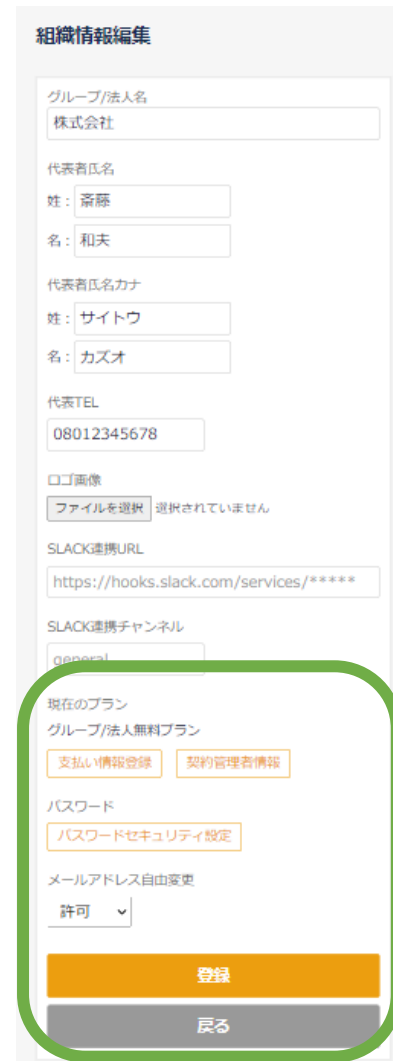 組織情報編集
グループ/法人名
株式会社
代表者氏名
姓： 斎藤
名： 和夫
代表者氏名カナ
姓： サイトウ
名： カズオ
代表TEL
08012345678
ロゴ画像
ファイルを選択 選択されていません
SLACK連携URL
https://hooks.slack.com/services/*****
SLACK連携チャンネル
general
現在のプラン
グループ/法人無料プラン
支払い情報登録 契約管理者情報
パスワード
パスワードセキュリティ設定
メールアドレス自由変更
許可
登録
戻る